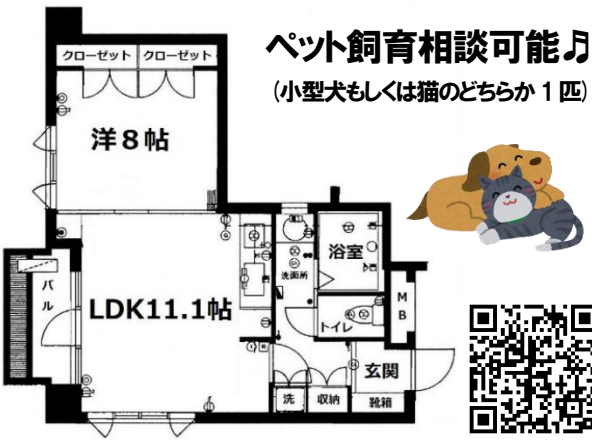 ペット飼育相談可能♫
(小型犬もしくは猫のどちらか1匹)
クローゼット クローゼット
洋8帖
浴室
洗面所
バル
LDK11.1帖
MB
トイレ
玄関
洗 収納 靴箱